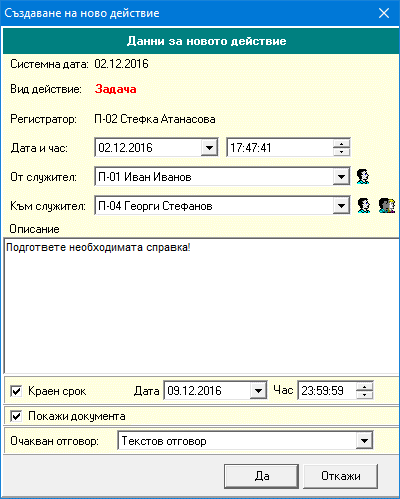 Създаване на ново действие
Данни за новото действие
Системна дата: 02.12.2016
Вид действие: Задача
Регистратор: П-02 Стефка Атанасова
Дата и час: 02.12.2016 17:47:41
От служител: П-01 Иван Иванов
Към служител: П-04 Георги Стефанов
Описание
Подгответе необходимата справка!
Краен срок Дата 09.12.2016 Час 23:59:59
Покажи документа
Очакван отговор: Текстов отговор
Да Откажи